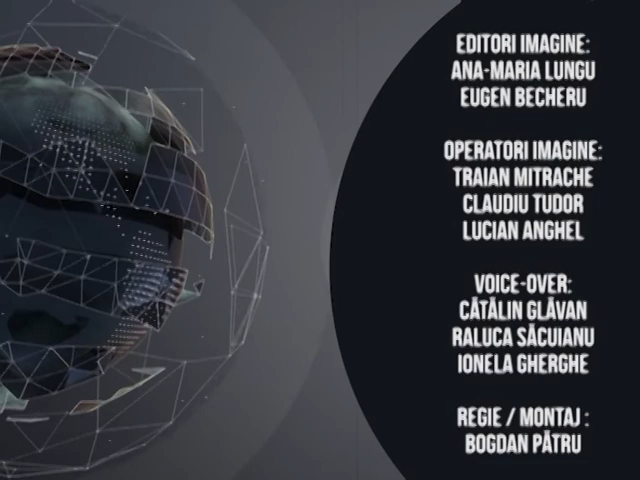 EDITORI IMAGINE:
ANA-MARIA LUNGU
EUGEN BECHERU
OPERATORI IMAGINE:
TRAIAN MITRACHE
CLAUDIU TUDOR
LUCIAN ANGHEL
VOICE-OVER:
CĂTĂLIN GLĂVAN
RALUCA SĂCUIANU
IONELA GHERGHE
REGIE / MONTAJ :
BOGDAN PĂTRU